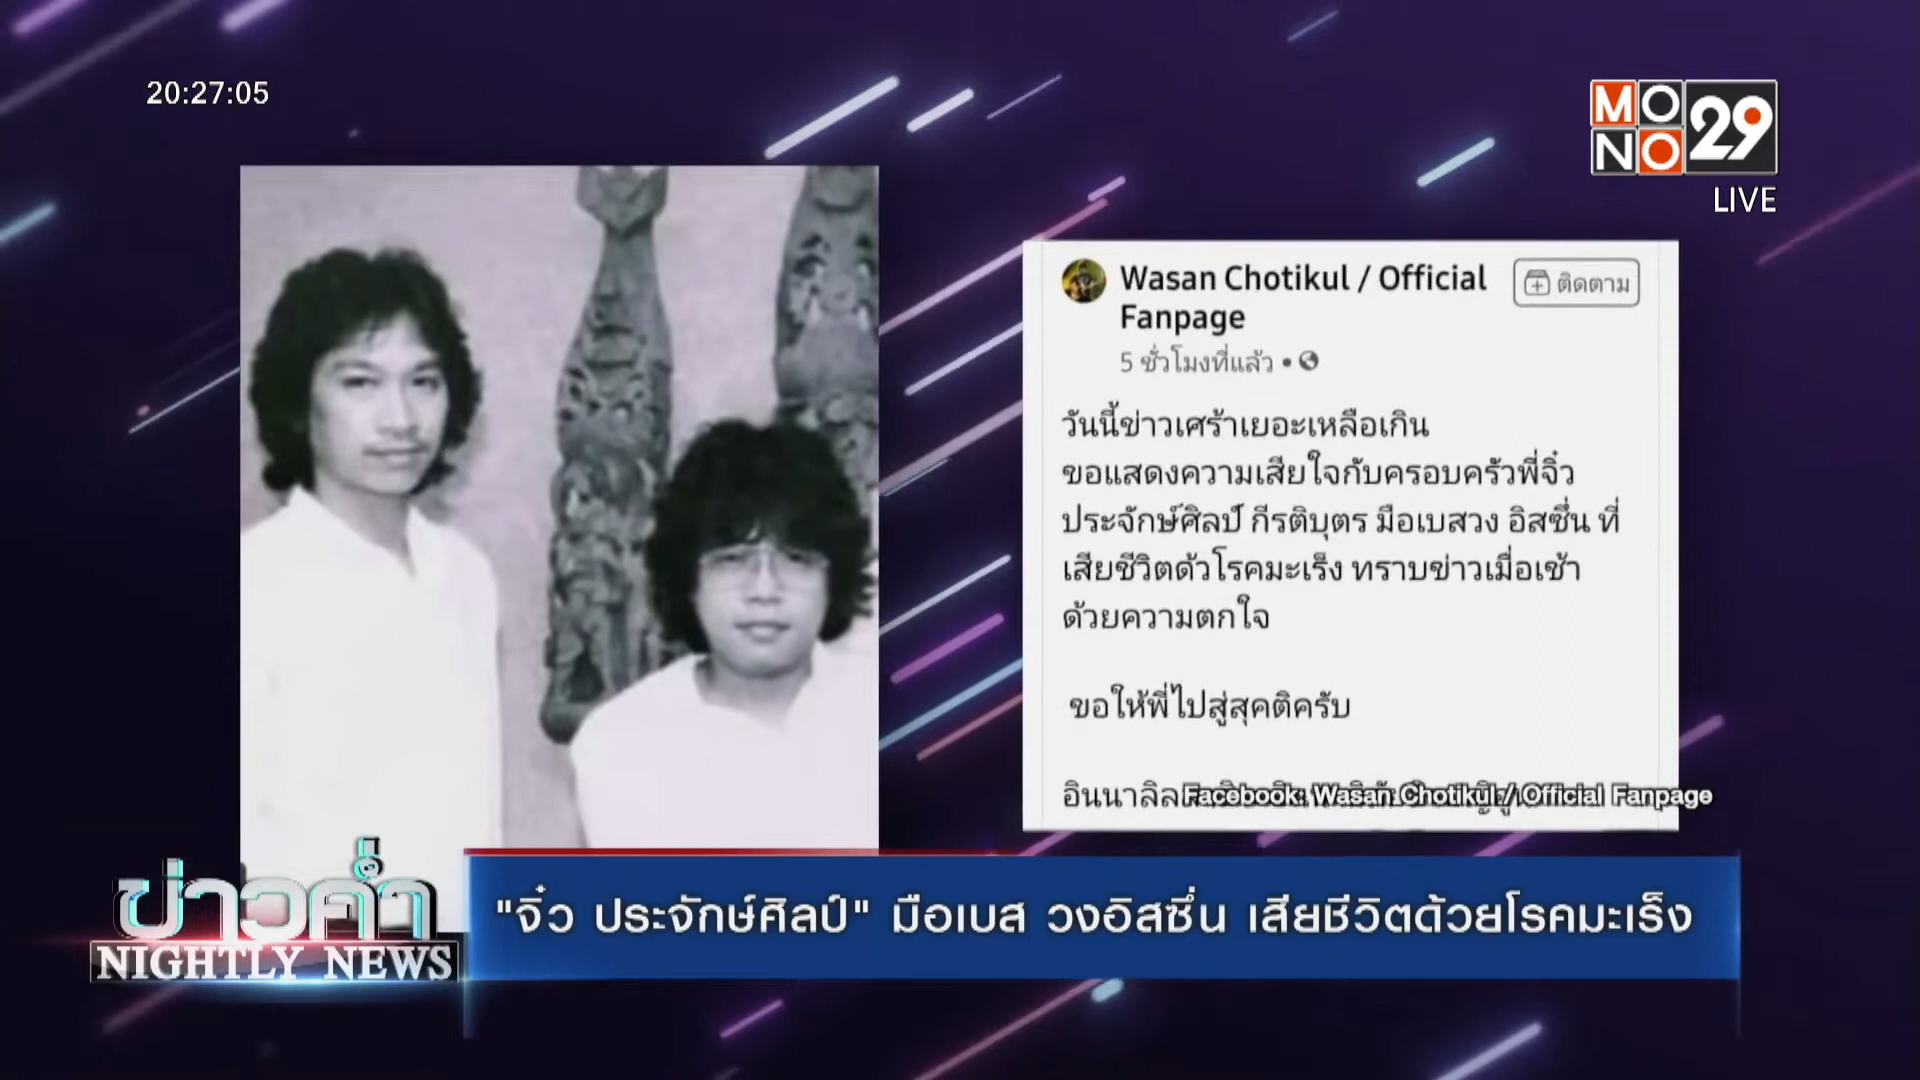 20:27:05
MONO 29
LIVE
Wasan Chotikul / Official
Fanpage
ติดตาม
5 ชั่วโมงที่แล้ว
วันนี้ข่าวเศร้าเยอะเหลือเกิน
ขอแสดงความเสียใจกับครอบครัวพี่จิ๋ว
ประจักษ์ศิลป์ กีรติบุตร มือเบสวง อิสซึ่น ที่
เสียชีวิตด้วโรคมะเร็ง ทราบข่าวเมื่อเช้า
ด้วยความตกใจ
ขอให้พี่ไปสู่สุคติครับ
Facebook: Wasan Chotikul / Official Fanpage
ข่าวค่ำ
NIGHTLY NEWS
"จิ๋ว ประจักษ์ศิลป์" มือเบส วงอิสซึ่น เสียชีวิตด้วยโรคมะเร็ง